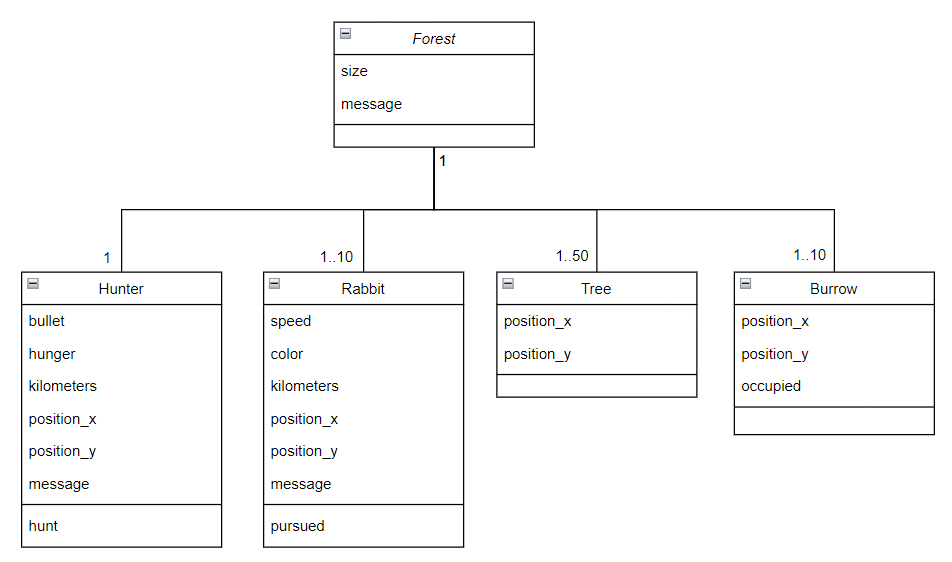 Forest
size
message
1
1
1..10
1..50
1..10
Hunter
bullet
hunger
kilometers
position_x
position_y
message
hunt
Rabbit
speed
color
kilometers
position_x
position_y
message
pursued
Tree
position_x
position_y
Burrow
position_x
position_y
occupied